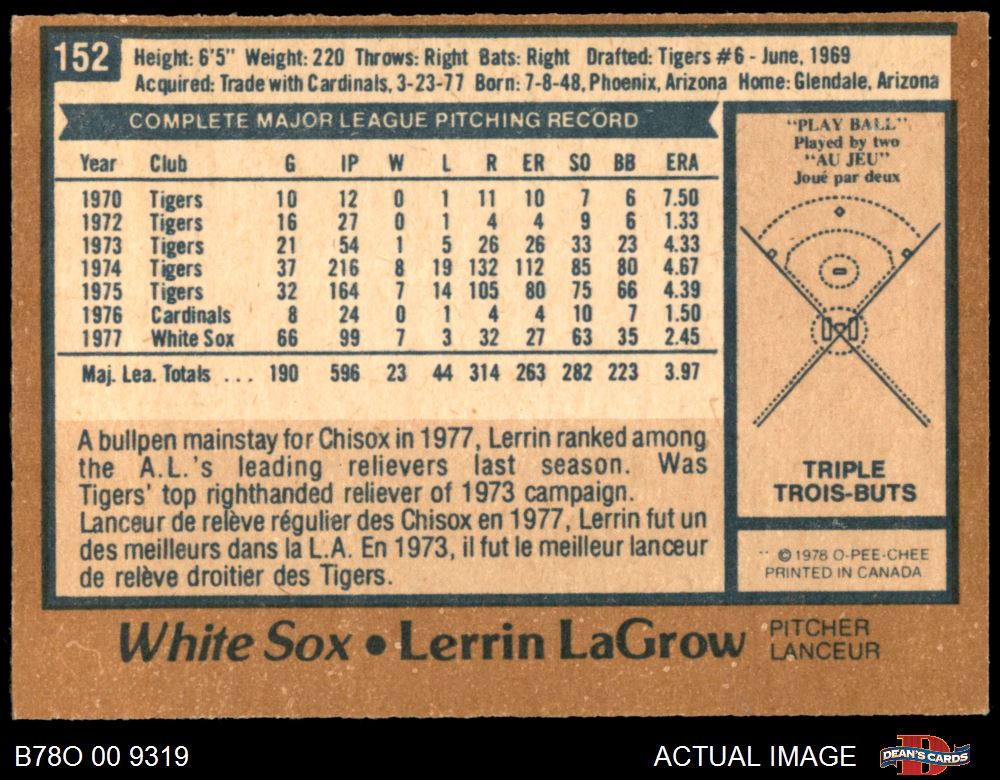 152
Height: 6'5" Weight: 220 Throws: Right Bats: Right Drafted: Tigers #6 - June, 1969
Acquired: Trade with Cardinals, 3-23-77 Born: 7-8-48, Phoenix, Arizona Home: Glendale, Arizona
COMPLETE MAJOR LEAGUE PITCHING RECORD
Year Club G IP W L R ER SO BB ERA
1970 Tigers 10 12 0 1 11 10 7 6 7.50
1972 Tigers 16 27 0 1 4 4 9 6 1.33
1973 Tigers 21 54 1 5 26 26 33 23 4.33
1974 Tigers 37 216 8 19 132 112 85 80 4.67
1975 Tigers 32 164 7 14 105 80 75 66 4.39
1976 Cardinals 8 24 0 1 4 4 10 7 1.50
1977 White Sox 66 99 7 3 32 27 63 35 2.45
Maj. Lea. Totals ... 190 596 23 44 314 263 282 223 3.97
A bullpen mainstay for Chisox in 1977, Lerrin ranked among
the A.L.'s leading relievers last season. Was
Tigers' top righthanded reliever of 1973 campaign.
Lanceur de relève régulier des Chisox en 1977, Lerrin fut un
des meilleurs dans la L.A. En 1973, il fut le meilleur lanceur
de relève droitier des Tigers.
"PLAY BALL"
Played by two
"AU JEU"
Joué par deux
TRIPLE
TROIS-BUTS
© 1978 O-PEE-CHEE
PRINTED IN CANADA
White Sox • Lerrin LaGrow
PITCHER
LANCEUR
B78O 00 9319
ACTUAL IMAGE
DEAN'S CARDS